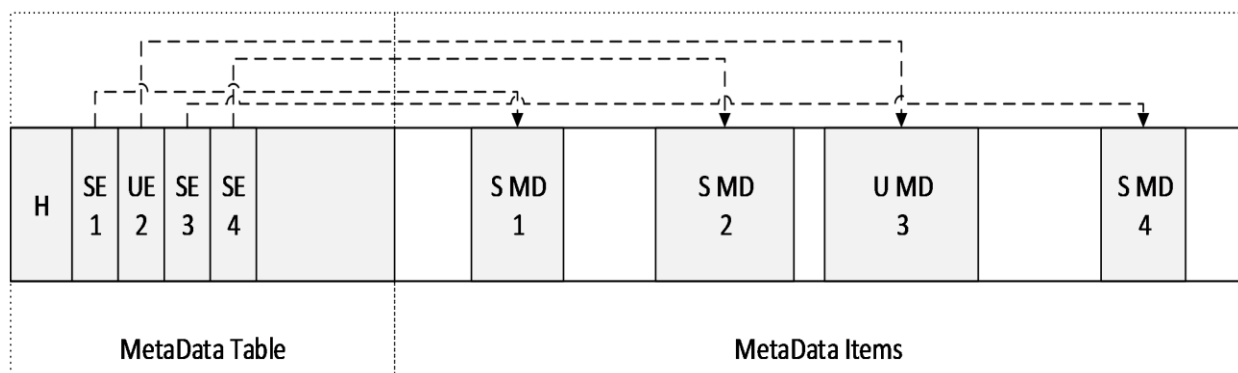 H
SE
1
UE
2
SE
3
SE
4
S MD
1
S MD
2
U MD
3
S MD
4
MetaData Table
MetaData Items